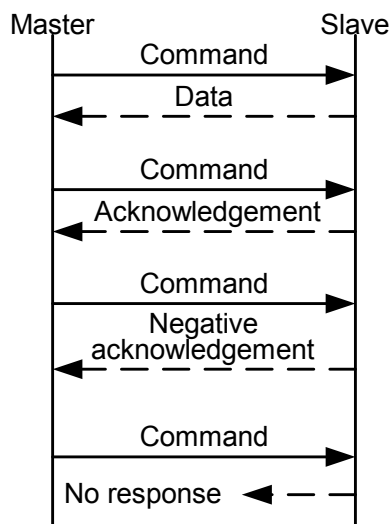 Master Slave
Command
Data
Command
Acknowledgement
Command
Negative
acknowledgement
Command
No response